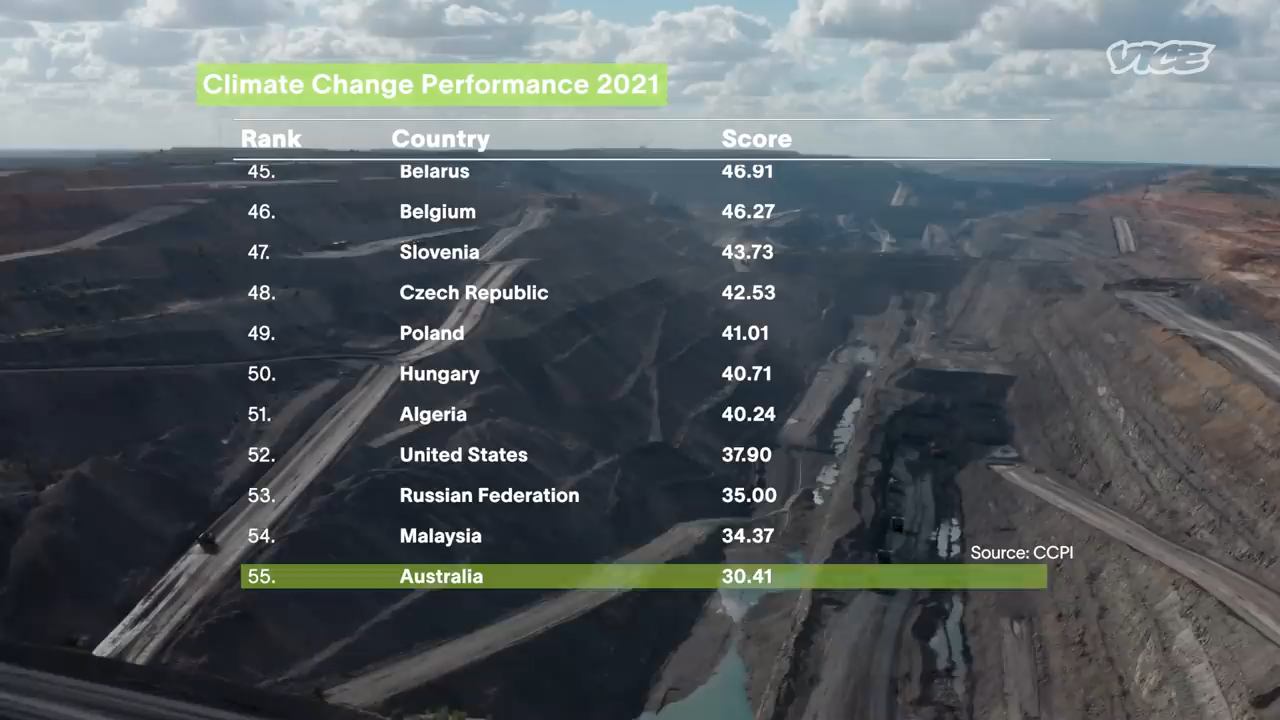 VICE
Climate Change Performance 2021
Rank Country Score
45. Belarus 46.91
46. Belgium 46.27
47. Slovenia 43.73
48. Czech Republic 42.53
49. Poland 41.01
50. Hungary 40.71
51. Algeria 40.24
52. United States 37.90
53. Russian Federation 35.00
54. Malaysia 34.37
Source: CCPI
55. Australia 30.41